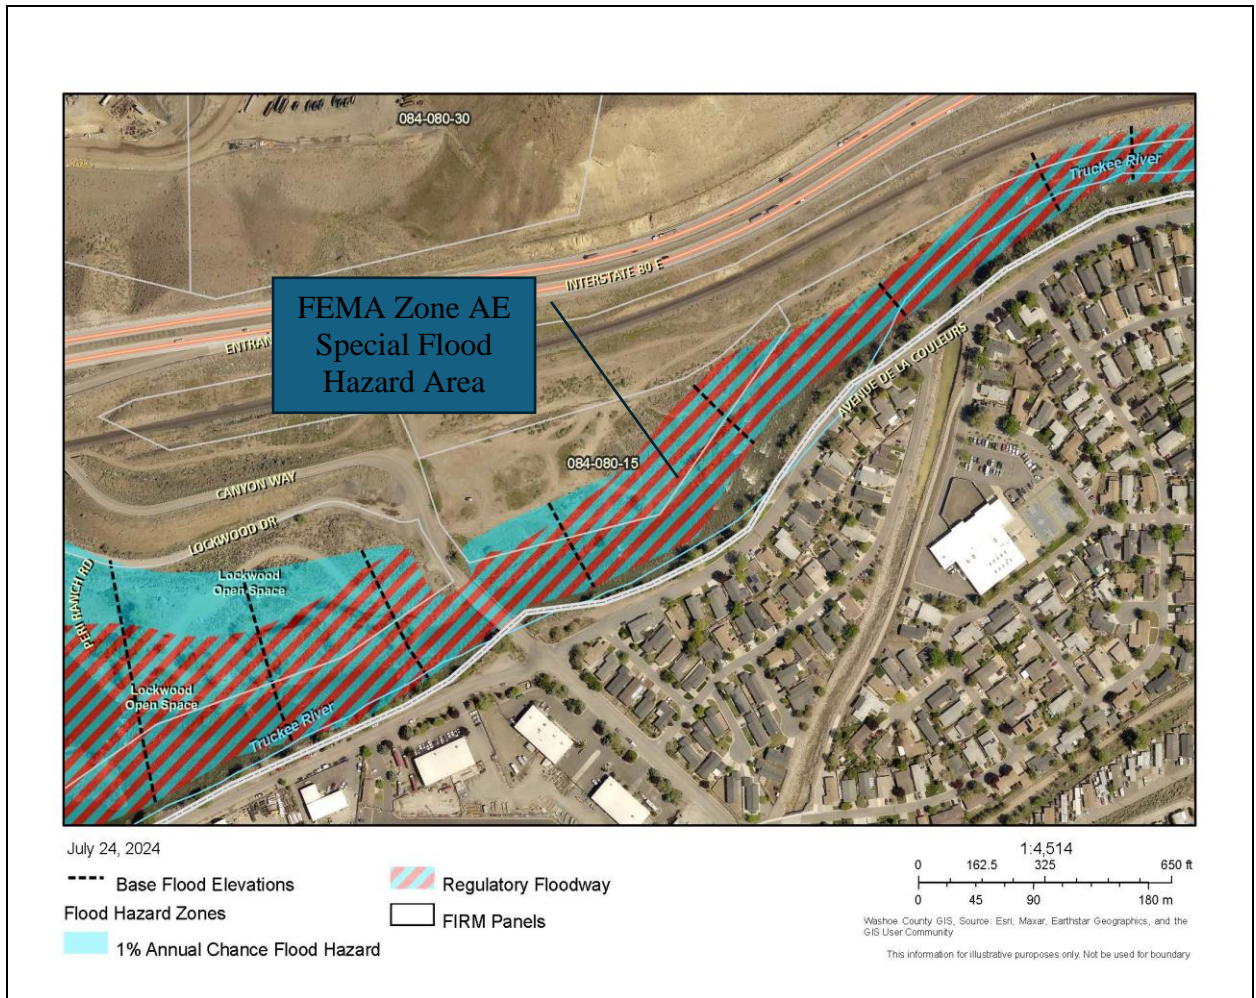 084-080-30
Truckee River
INTERSTATE 80 E
FEMA Zone AE
Special Flood
Hazard Area
ENTRAN
AVENUE DE LA COULEURS
084-080-15
CANYON WAY
LOCKWOOD DR
PERI RANCH RD
Lockwood
Open Space
Lockwood
Open Space
Truckee River
July 24, 2024
Base Flood Elevations
Flood Hazard Zones
1% Annual Chance Flood Hazard
Regulatory Floodway
FIRM Panels
1:4,514
0 162.5 325 650 ft
0 45 90 180 m
Washoe County GIS, Source: Esri, Maxar, Earthstar Geographics, and the
GIS User Community
This information for illustrative puroposes only. Not be used for boundary